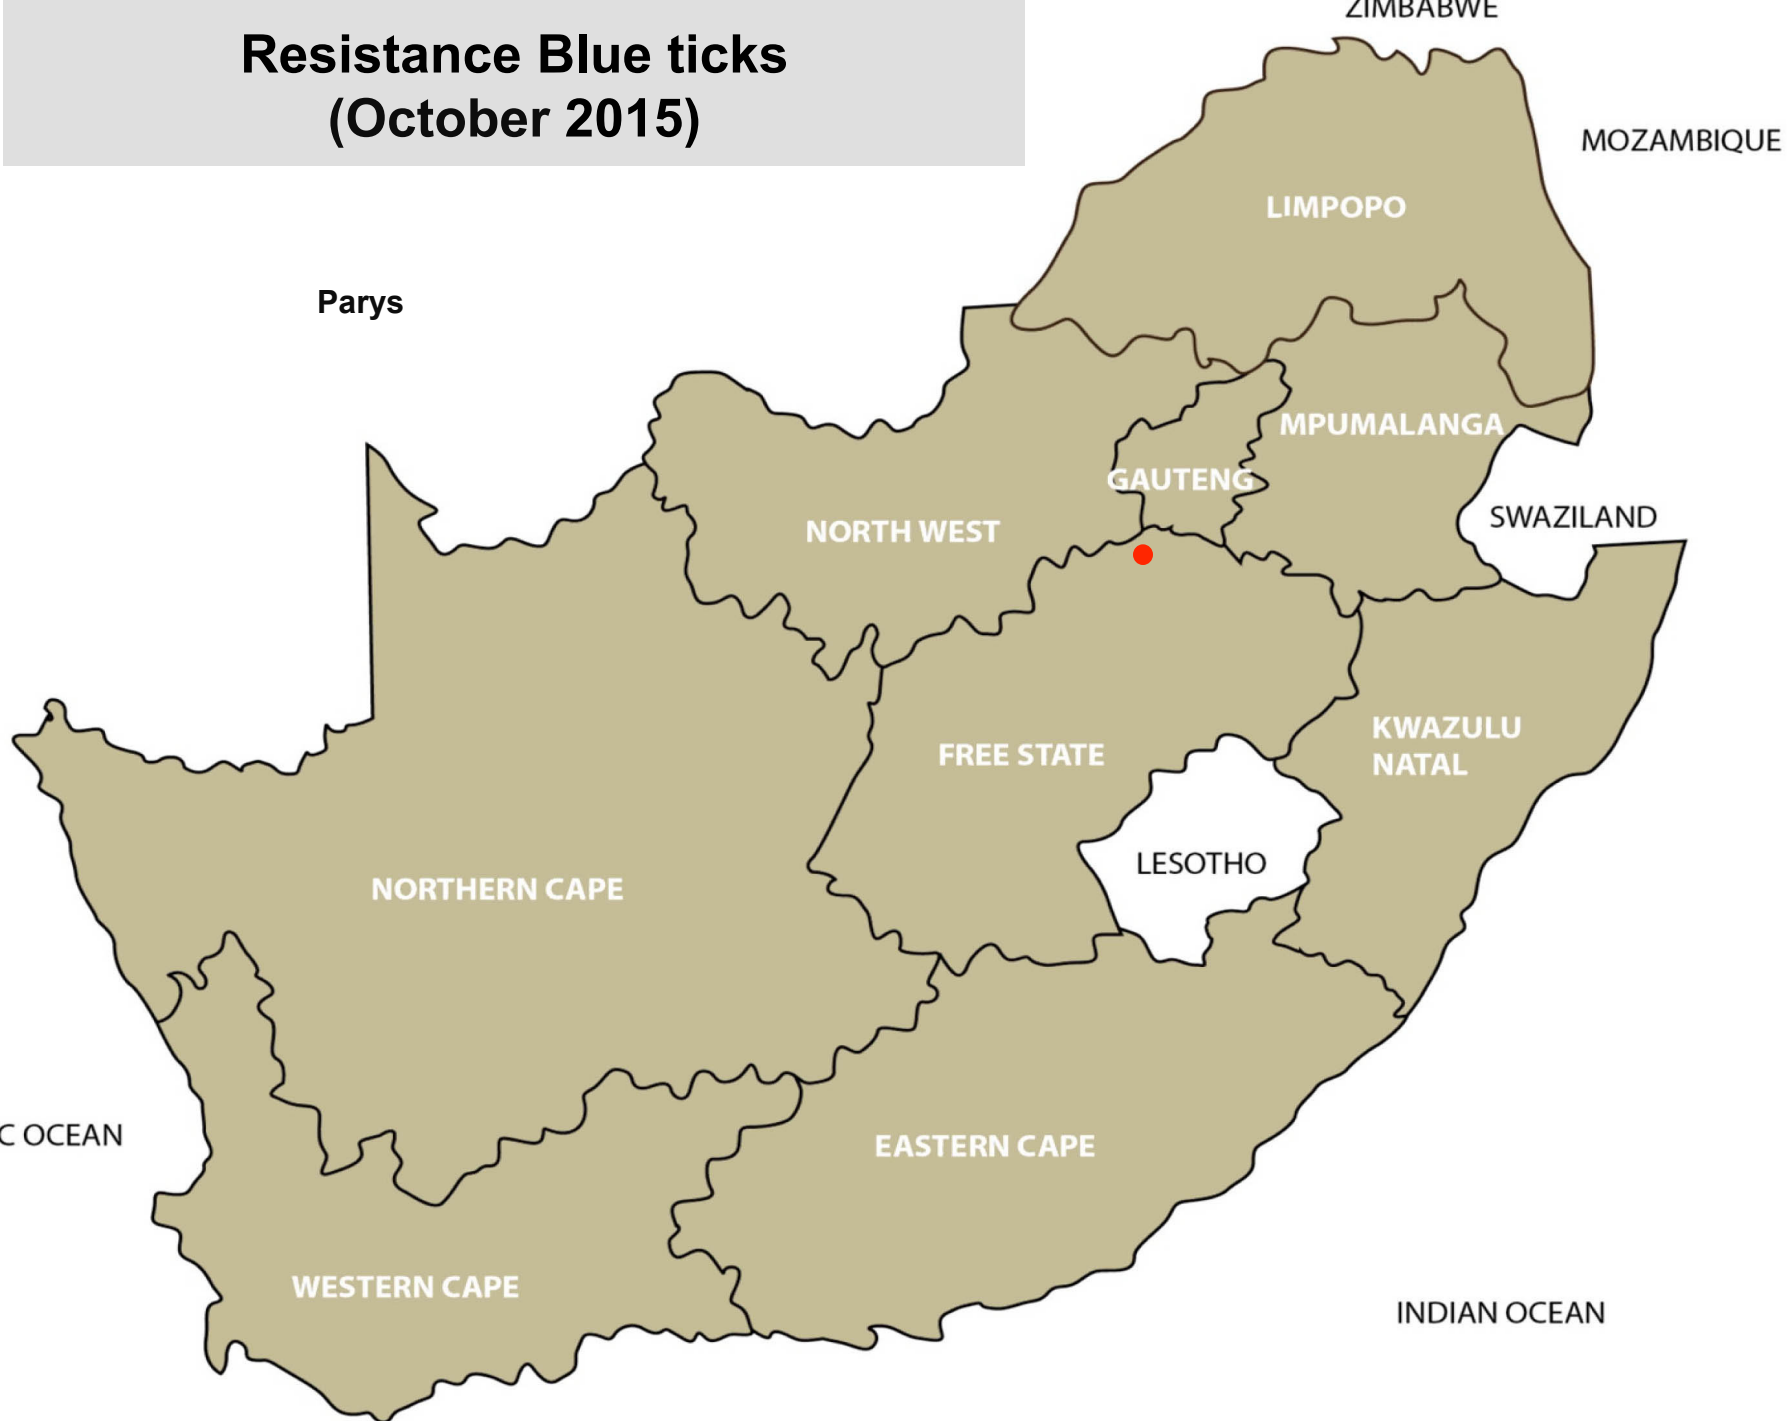 Resistance Blue ticks
(October 2015)
ZIMBABWE
MOZAMBIQUE
LIMPOPO
Parys
MPUMALANGA
GAUTENG
SWAZILAND
NORTH WEST
KWAZULU
NATAL
FREE STATE
LESOTHO
NORTHERN CAPE
C OCEAN
EASTERN CAPE
WESTERN CAPE
INDIAN OCEAN